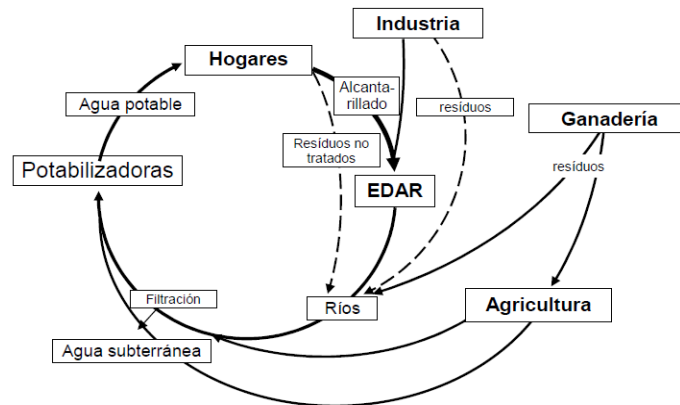 Industria
Hogares
Alcanta-
rillado
Agua potable
resíduos
Ganadería
Resíduos no
tratados
Potabilizadoras
resíduos
EDAR
Filtración
Ríos
Agricultura
Agua subterránea